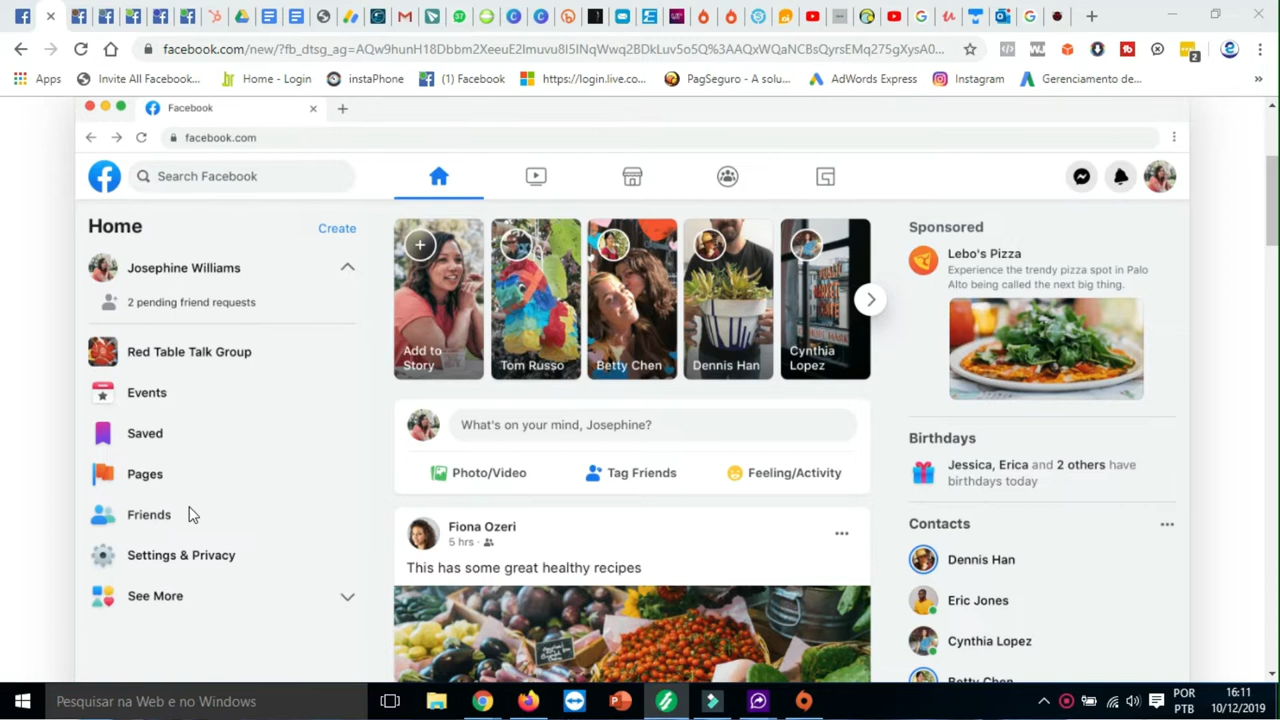 facebook.com/new/?fb_dtsg_ag=AQw9hunH18Dbbm2XeeuE2Imuvu8I5INqWwq2BDkLuv5o5Q%3AAQxWQaNCBsQyrsEMq275gXysA0...
2
Apps
Invite All Facebook...
Home - Login
instaPhone
(1) Facebook
https://login.live.co...
PagSeguro - A solu...
AdWords Express
Instagram
Gerenciamento de...
»
Facebook
facebook.com
Search Facebook
Home
Create
Josephine Williams
2 pending friend requests
Red Table Talk Group
Events
Saved
Pages
Friends
Settings & Privacy
See More
Add to
Story
Tom Russo
Betty Chen
Dennis Han
Cynthia
Lopez
What's on your mind, Josephine?
Photo/Video
Tag Friends
Feeling/Activity
Fiona Ozeri
5 hrs ·
This has some great healthy recipes
Sponsored
Lebo's Pizza
Experience the trendy pizza spot in Palo
Alto being called the next big thing.
Birthdays
Jessica, Erica and 2 others have
birthdays today
Contacts
Dennis Han
Eric Jones
Cynthia Lopez
Betty Chen
Pesquisar na Web e no Windows
POR
PTB
16:11
10/12/2019